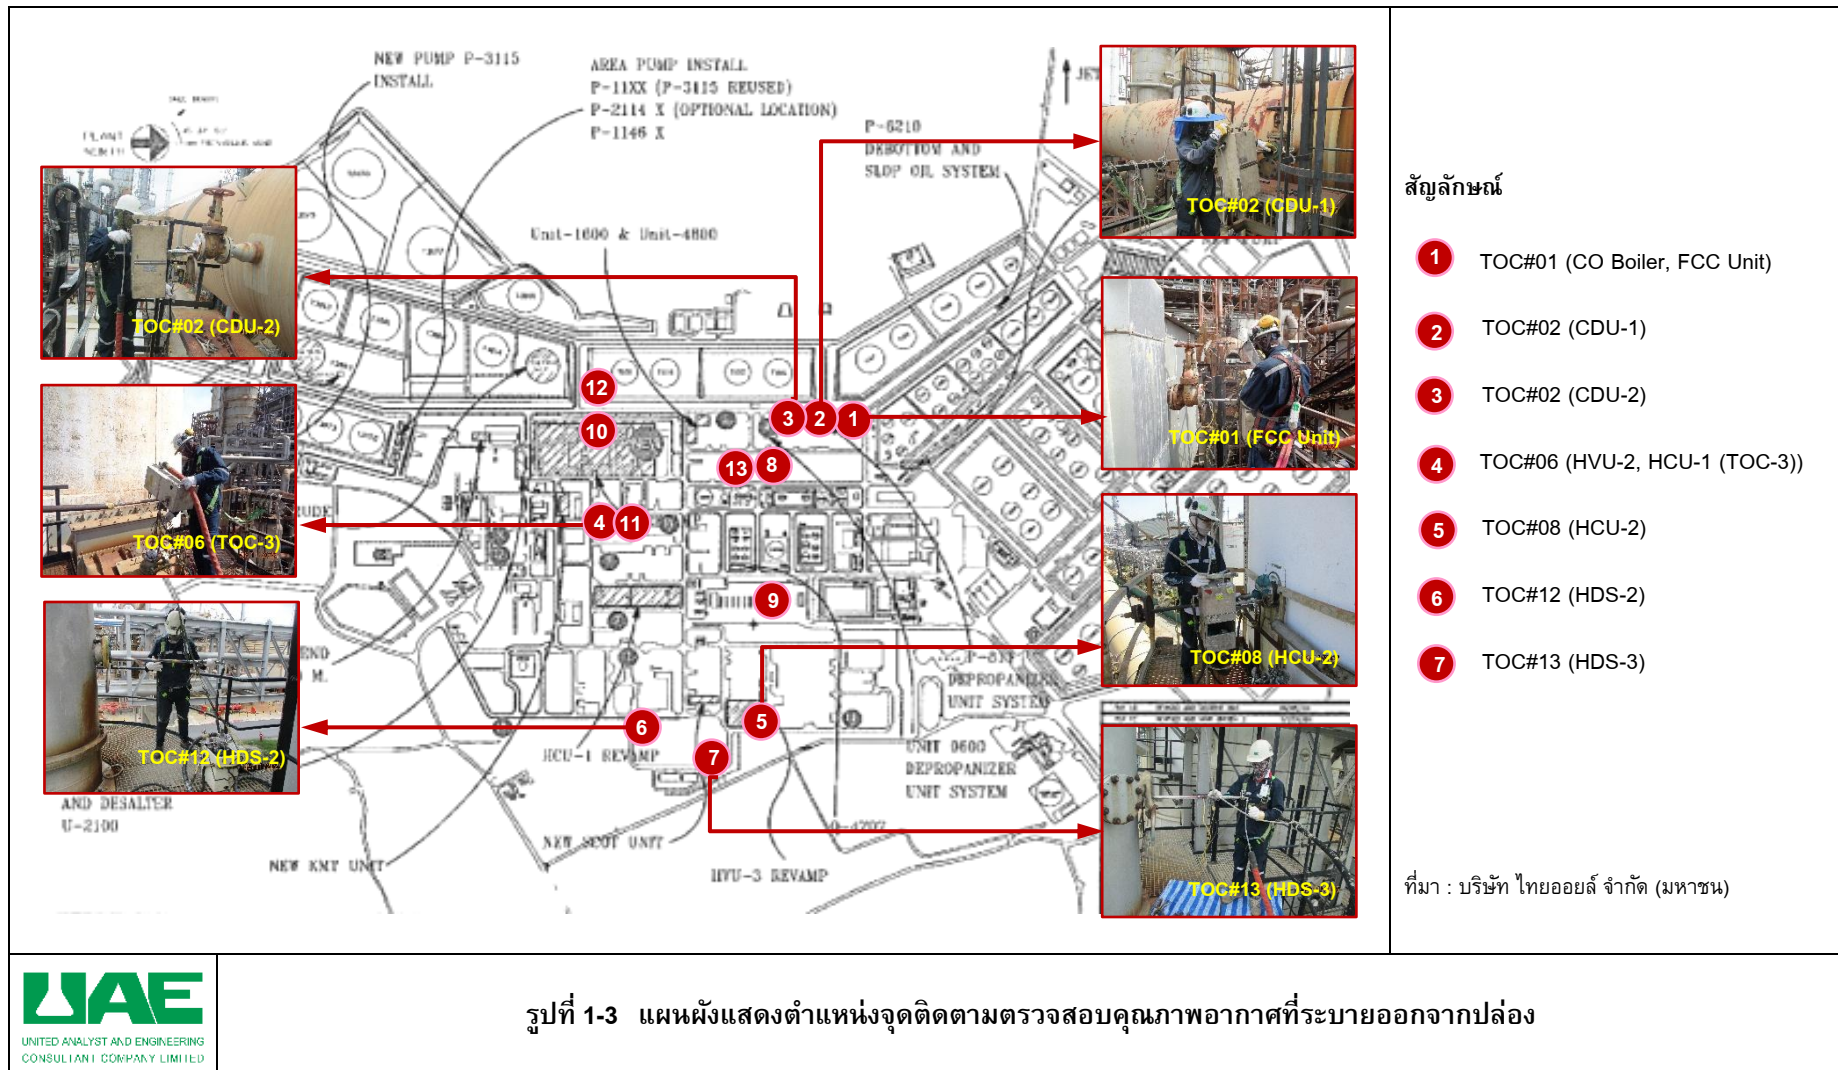 NEW PUMP P-3115
INSTALL
AREA PUMP INSTALL
P-11XX (P-3115 REUSED)
P-2114 X (OPTIONAL LOCATION)
P-1146 X
PLANT
NORTH
P-6210
DEBOTTOM AND
SLOP OIL SYSTEM
Unit-1600 & Unit-4800
TOC#02 (CDU-1)
TOC#02 (CDU-2)
TOC#01 (FCC Unit)
TOC#06 (TOC-3)
TOC#08 (HCU-2)
TOC#12 (HDS-2)
TOC#13 (HDS-3)
12
10
3
2
1
13
8
4
11
9
6
5
7
DEPROPANIZER
UNIT SYSTEM
UNIT 0600
DEPROPANIZER
UNIT SYSTEM
HCU-1 REVAMP
AND DESALTER
U-2100
NEW KMT UNIT
NEW SCOT UNIT
HVU-3 REVAMP
สัญลักษณ์
1 TOC#01 (CO Boiler, FCC Unit)
2 TOC#02 (CDU-1)
3 TOC#02 (CDU-2)
4 TOC#06 (HVU-2, HCU-1 (TOC-3))
5 TOC#08 (HCU-2)
6 TOC#12 (HDS-2)
7 TOC#13 (HDS-3)
ที่มา : บริษัท ไทยออยล์ จำกัด (มหาชน)
UAE
UNITED ANALYST AND ENGINEERING
CONSULTANT COMPANY LIMITED
รูปที่ 1-3 แผนผังแสดงตำแหน่งจุดติดตามตรวจสอบคุณภาพอากาศที่ระบายออกจากปล่อง